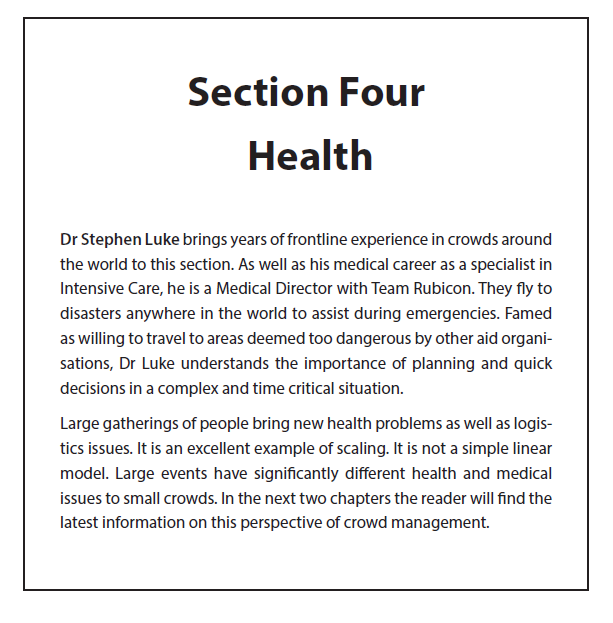 Section Four
Health
Dr Stephen Luke brings years of frontline experience in crowds around
the world to this section. As well as his medical career as a specialist in
Intensive Care, he is a Medical Director with Team Rubicon. They fly to
disasters anywhere in the world to assist during emergencies. Famed
as willing to travel to areas deemed too dangerous by other aid organi-
sations, Dr Luke understands the importance of planning and quick
decisions in a complex and time critical situation.
Large gatherings of people bring new health problems as well as logis-
tics issues. It is an excellent example of scaling. It is not a simple linear
model. Large events have significantly different health and medical
issues to small crowds. In the next two chapters the reader will find the
latest information on this perspective of crowd management.